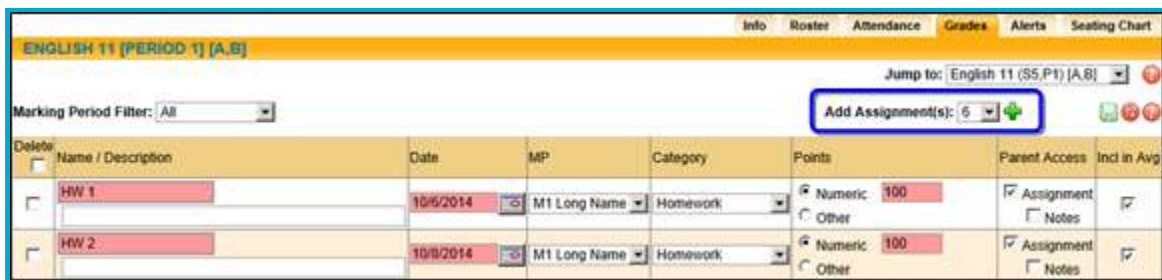 Info Roster Attendance Grades Alerts Seating Chart
ENGLISH 11 [PERIOD 1] [A,B]
Jump to: English 11 (S5,P1) [A,B]
Marking Period Filter: All Add Assignment(s): 6
Delete Name / Description Date MP Category Points Parent Access Incl in Avg
HW 1 10/6/2014 M1 Long Name Homework Numeric 100 Assignment
Other Notes
HW 2 10/8/2014 M1 Long Name Homework Numeric 100 Assignment
Other Notes